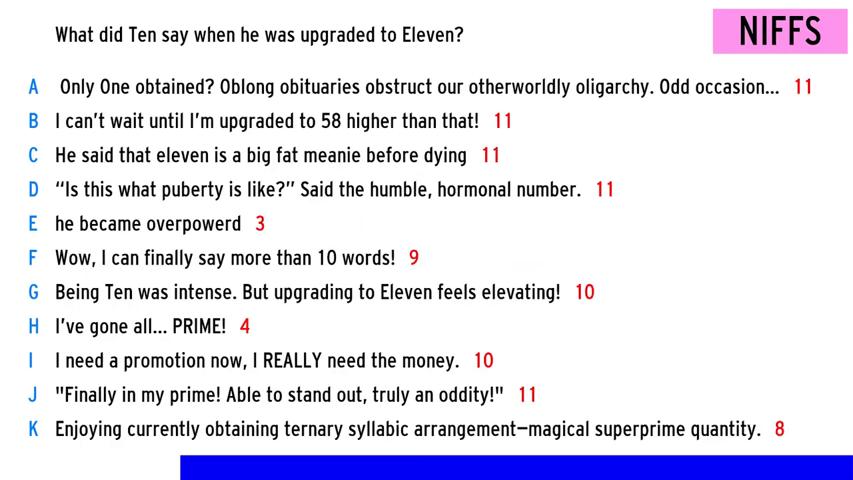 What did Ten say when he was upgraded to Eleven?
NIFFS
A Only One obtained? Oblong obituaries obstruct our otherworldly oligarchy. Odd occasion... 11
B I can't wait until I'm upgraded to 58 higher than that! 11
C He said that eleven is a big fat meanie before dying 11
D “Is this what puberty is like?” Said the humble, hormonal number. 11
E he became overpowerd 3
F Wow, I can finally say more than 10 words! 9
G Being Ten was intense. But upgrading to Eleven feels elevating! 10
H I've gone all... PRIME! 4
I I need a promotion now, I REALLY need the money. 10
J "Finally in my prime! Able to stand out, truly an oddity!" 11
K Enjoying currently obtaining ternary syllabic arrangement—magical superprime quantity. 8